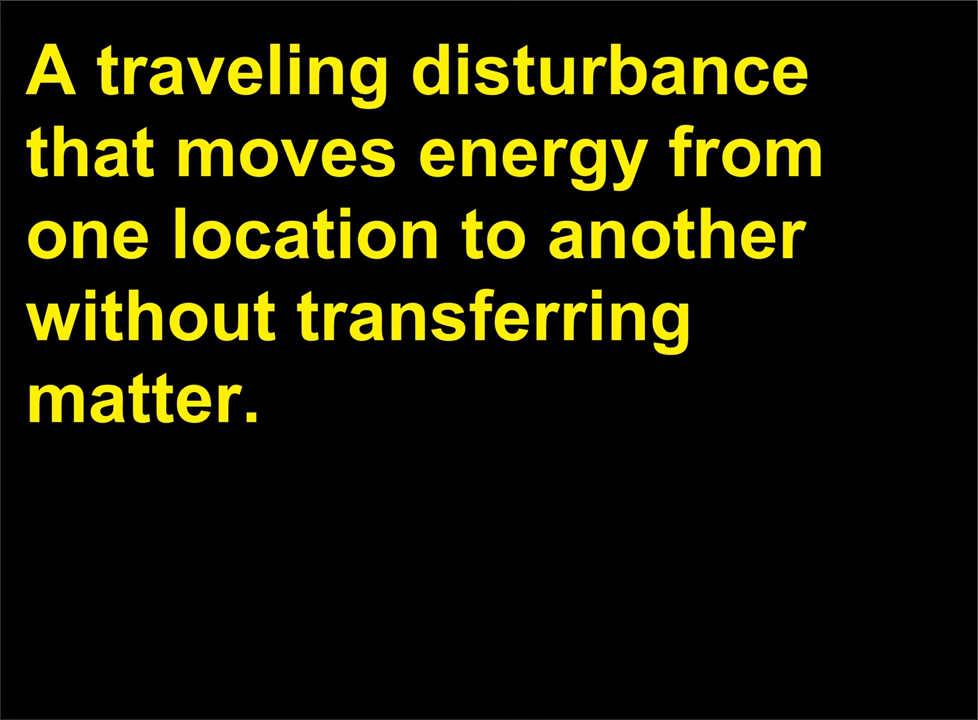 A traveling disturbance
that moves energy from
one location to another
without transferring
matter.